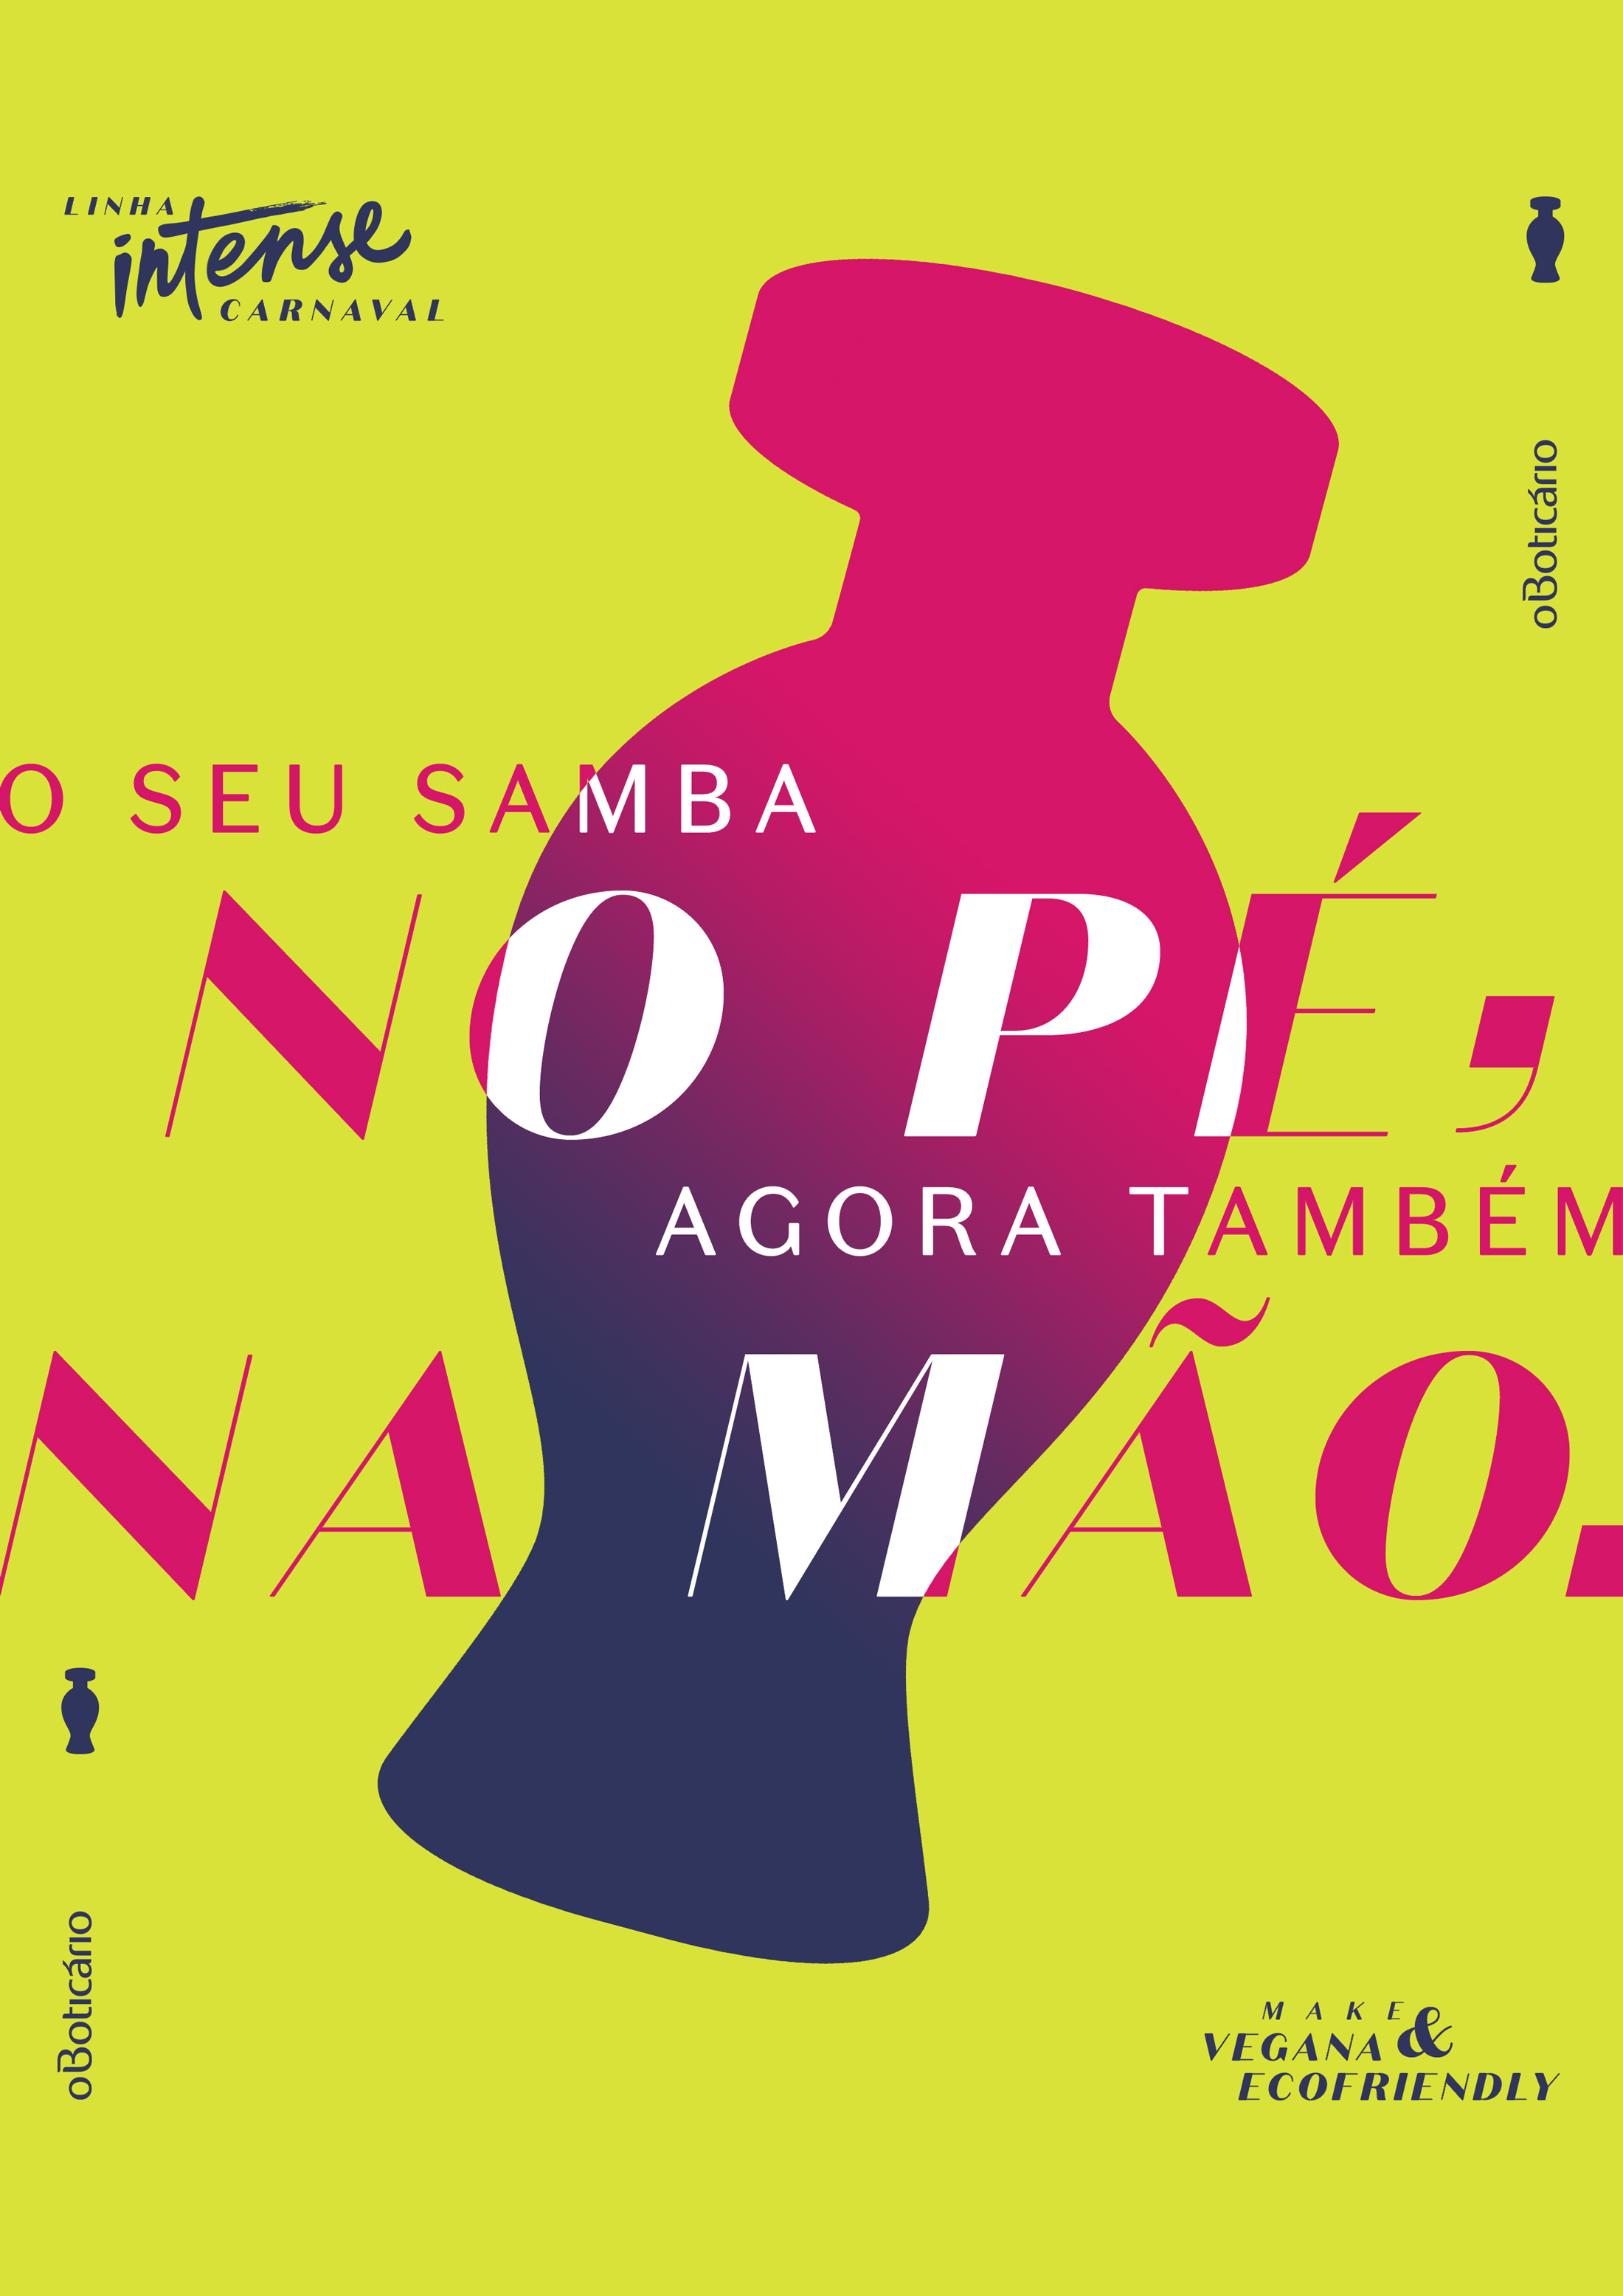 LINHA
intense
CARNAVAL
oBoticário
O SEU SAMBA
NO PÉ,
AGORA TAMBÉM
NA MÃO.
oBoticário
MAKE
VEGANA &
ECOFRIENDLY